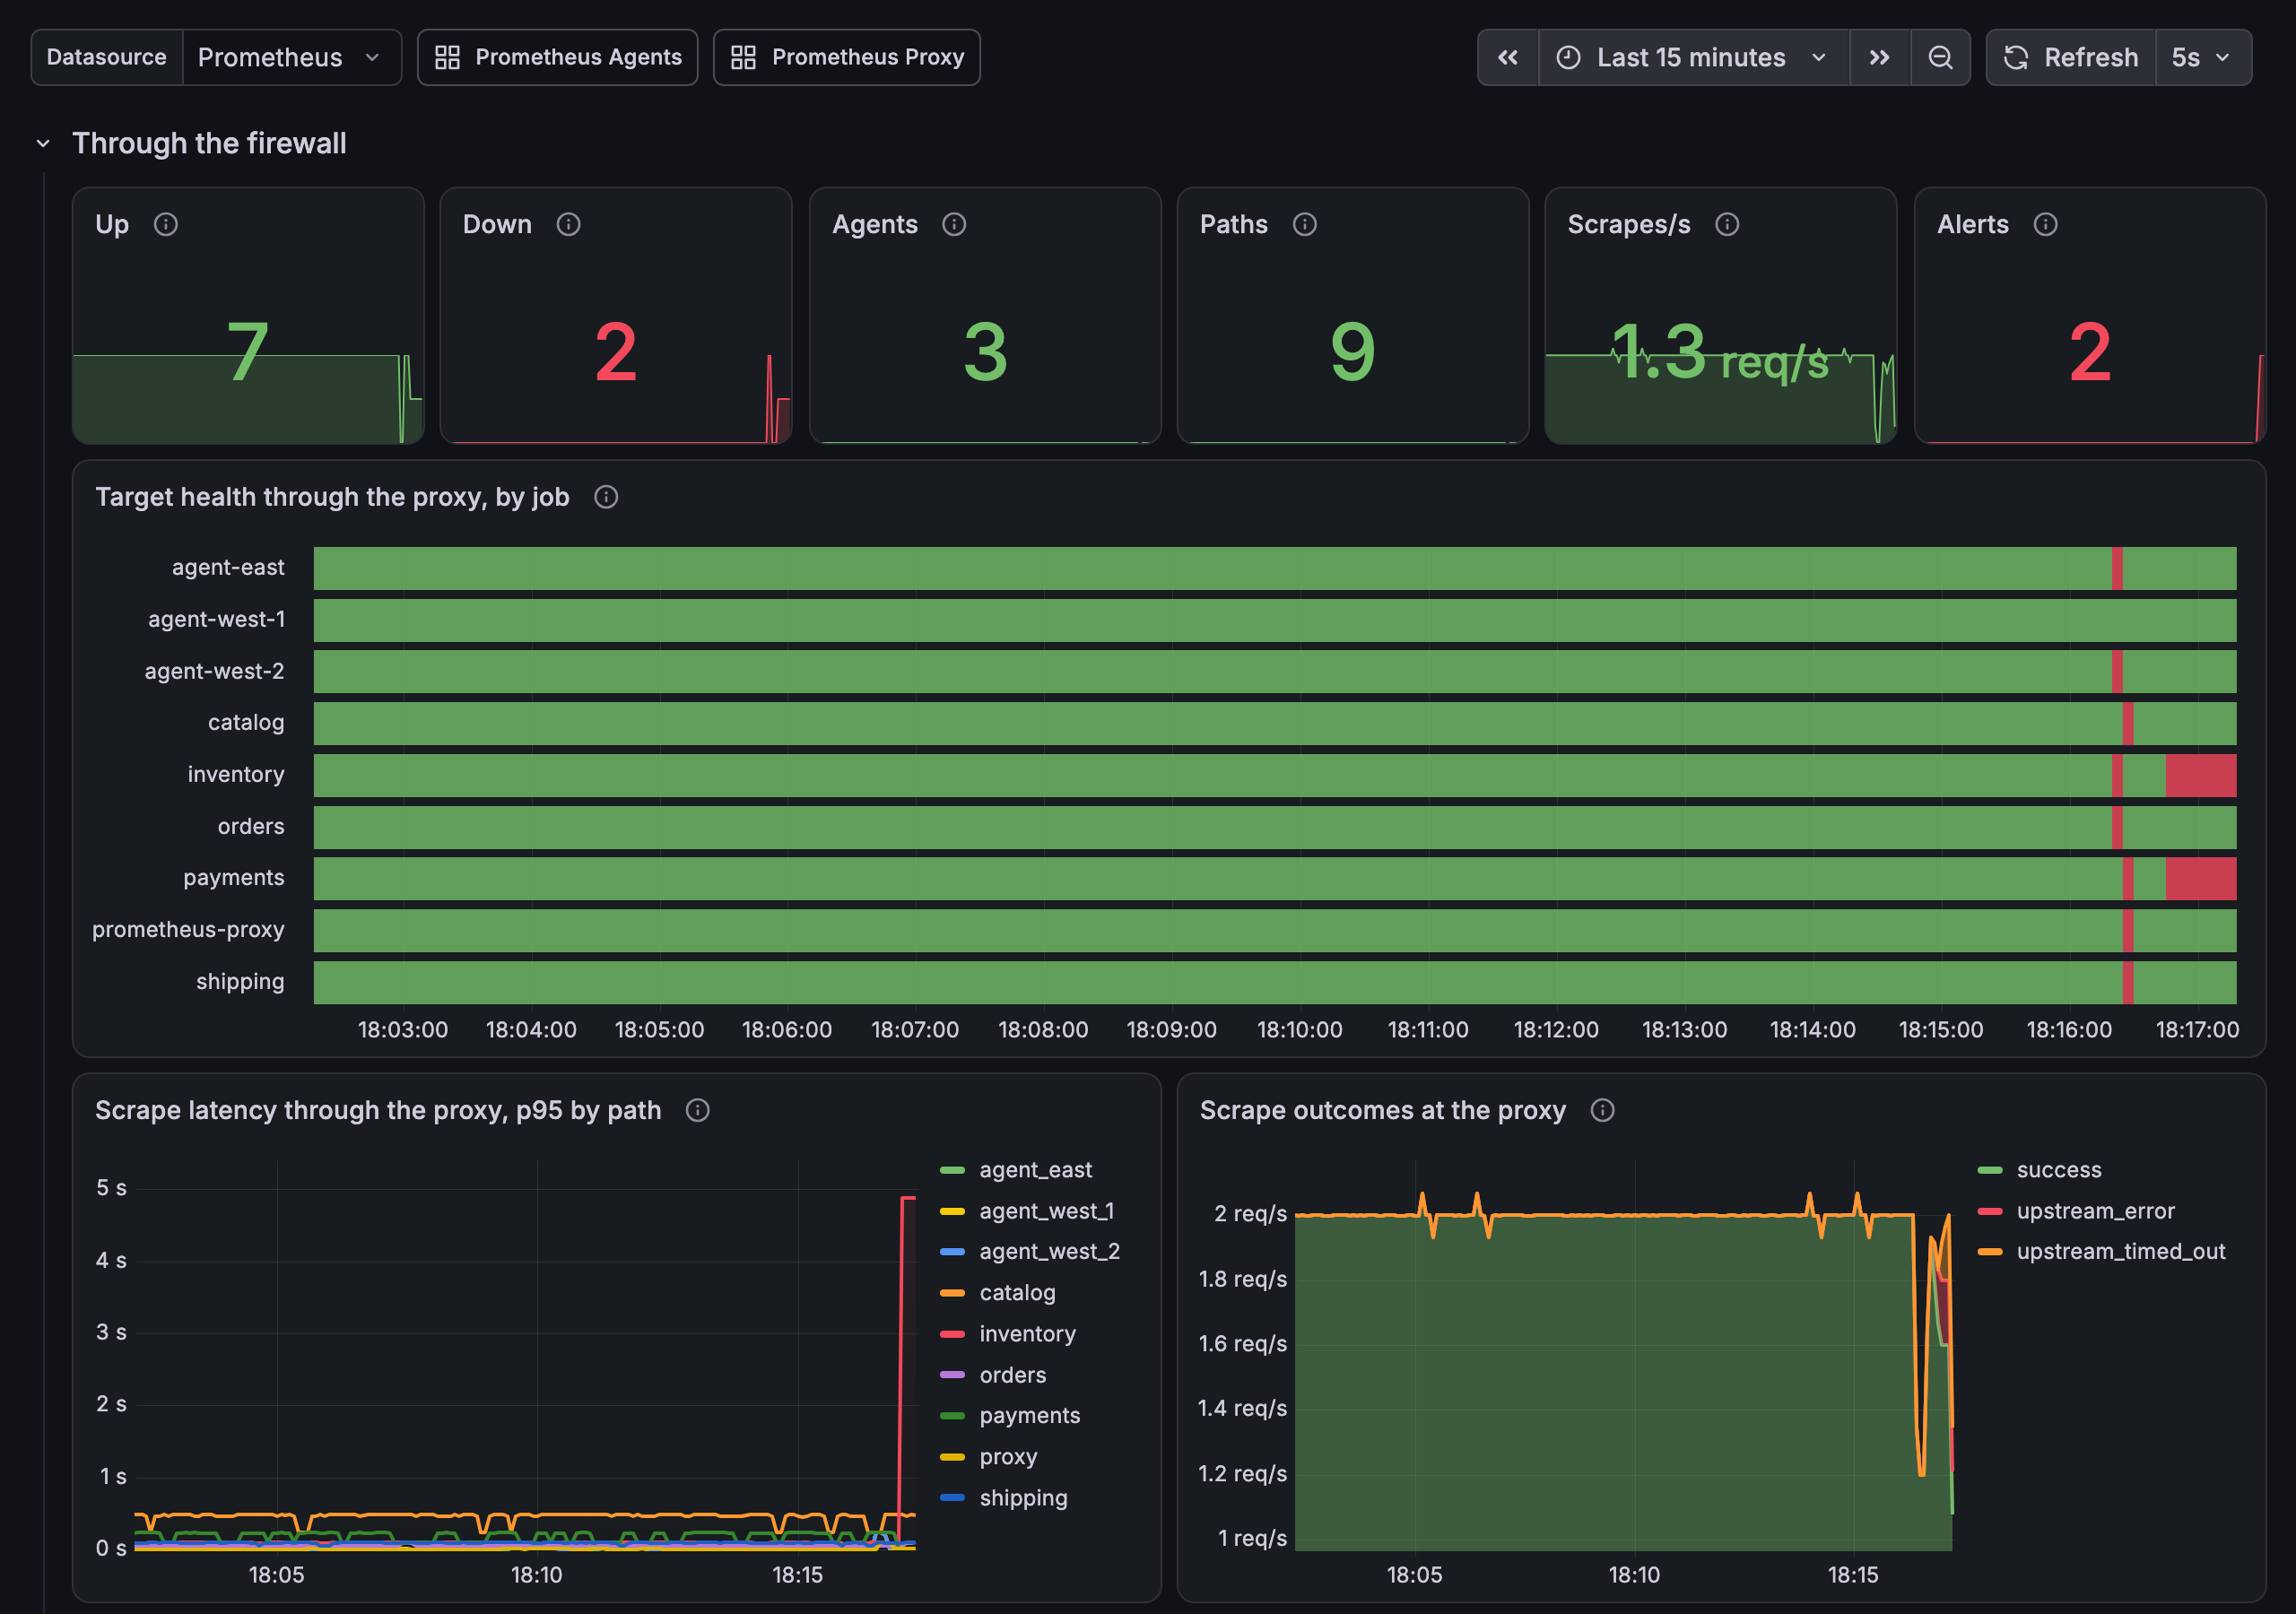 Datasource Prometheus Prometheus Agents Prometheus Proxy Last 15 minutes Refresh 5s
Through the firewall
Up Down Agents Paths Scrapes/s Alerts
7 2 3 9 1.3 req/s 2
Target health through the proxy, by job
agent-east
agent-west-1
agent-west-2
catalog
inventory
orders
payments
prometheus-proxy
shipping
18:03:00 18:04:00 18:05:00 18:06:00 18:07:00 18:08:00 18:09:00 18:10:00 18:11:00 18:12:00 18:13:00 18:14:00 18:15:00 18:16:00 18:17:00
Scrape latency through the proxy, p95 by path
5 s
4 s
3 s
2 s
1 s
0 s
18:05 18:10 18:15
agent_east
agent_west_1
agent_west_2
catalog
inventory
orders
payments
proxy
shipping
Scrape outcomes at the proxy
2 req/s
1.8 req/s
1.6 req/s
1.4 req/s
1.2 req/s
1 req/s
18:05 18:10 18:15
success
upstream_error
upstream_timed_out